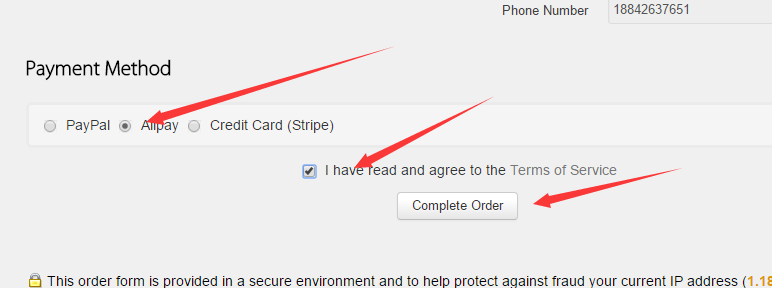 Phone Number 18842637651
Payment Method
PayPal Alipay Credit Card (Stripe)
I have read and agree to the Terms of Service
Complete Order
This order form is provided in a secure environment and to help protect against fraud your current IP address (1.18